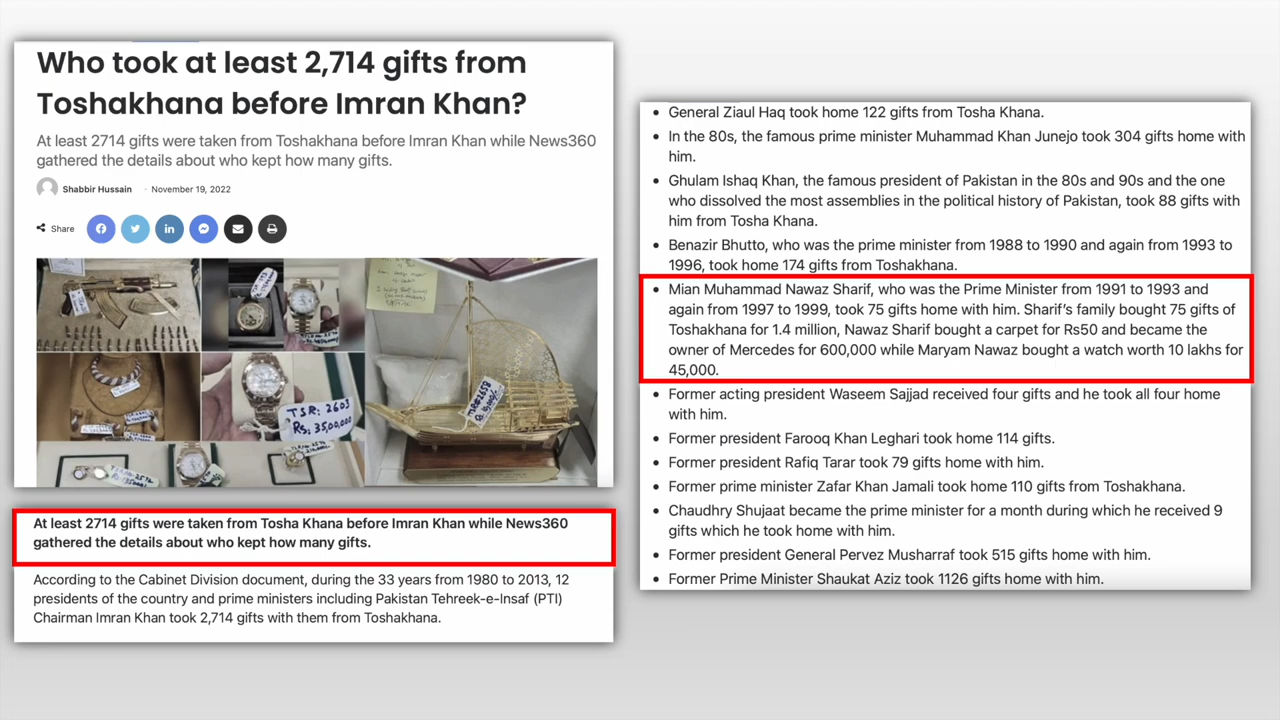 Who took at least 2,714 gifts from
Toshakhana before Imran Khan?
At least 2714 gifts were taken from Toshakhana before Imran Khan while News360
gathered the details about who kept how many gifts.
Shabbir Hussain · November 19, 2022
Share
TSR: 2603
Rs: 35,00,000/-
At least 2714 gifts were taken from Tosha Khana before Imran Khan while News360
gathered the details about who kept how many gifts.
According to the Cabinet Division document, during the 33 years from 1980 to 2013, 12
presidents of the country and prime ministers including Pakistan Tehreek-e-Insaf (PTI)
Chairman Imran Khan took 2,714 gifts with them from Toshakhana.
• General Ziaul Haq took home 122 gifts from Tosha Khana.
• In the 80s, the famous prime minister Muhammad Khan Junejo took 304 gifts home with
him.
• Ghulam Ishaq Khan, the famous president of Pakistan in the 80s and 90s and the one
who dissolved the most assemblies in the political history of Pakistan, took 88 gifts with
him from Tosha Khana.
• Benazir Bhutto, who was the prime minister from 1988 to 1990 and again from 1993 to
1996, took home 174 gifts from Toshakhana.
• Mian Muhammad Nawaz Sharif, who was the Prime Minister from 1991 to 1993 and
again from 1997 to 1999, took 75 gifts home with him. Sharif’s family bought 75 gifts of
Toshakhana for 1.4 million, Nawaz Sharif bought a carpet for Rs50 and became the
owner of Mercedes for 600,000 while Maryam Nawaz bought a watch worth 10 lakhs for
45,000.
• Former acting president Waseem Sajjad received four gifts and he took all four home
with him.
• Former president Farooq Khan Leghari took home 114 gifts.
• Former president Rafiq Tarar took 79 gifts home with him.
• Former prime minister Zafar Khan Jamali took home 110 gifts from Toshakhana.
• Chaudhry Shujaat became the prime minister for a month during which he received 9
gifts which he took home with him.
• Former president General Pervez Musharraf took 515 gifts home with him.
• Former Prime Minister Shaukat Aziz took 1126 gifts home with him.